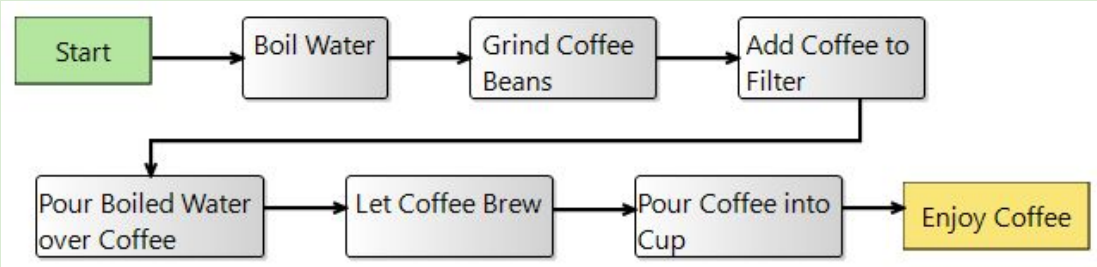 Start
Boil Water
Grind Coffee
Beans
Add Coffee to
Filter
Pour Boiled Water
over Coffee
Let Coffee Brew
Pour Coffee into
Cup
Enjoy Coffee